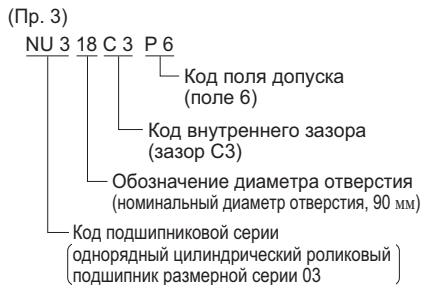 (Пр. 3)
NU 3 18 C 3 P 6
Код поля допуска
(поле 6)
Код внутреннего зазора
(зазор С3)
Обозначение диаметра отверстия
(номинальный диаметр отверстия, 90 мм)
Код подшипниковой серии
(однорядный цилиндрический роликовый
подшипник размерной серии 03)